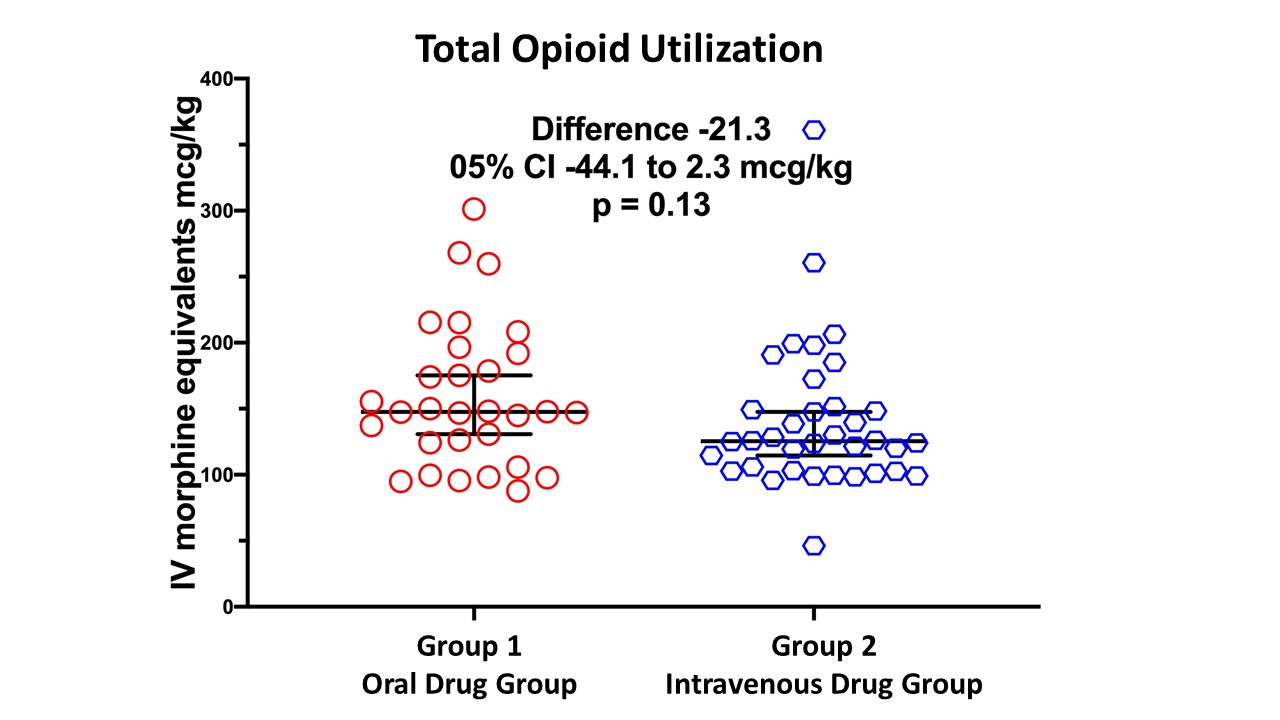 Total Opioid Utilization
400
300
200
100
0
IV morphine equivalents mcg/kg
Difference -21.3
05% CI -44.1 to 2.3 mcg/kg
p = 0.13
Group 1
Oral Drug Group
Group 2
Intravenous Drug Group